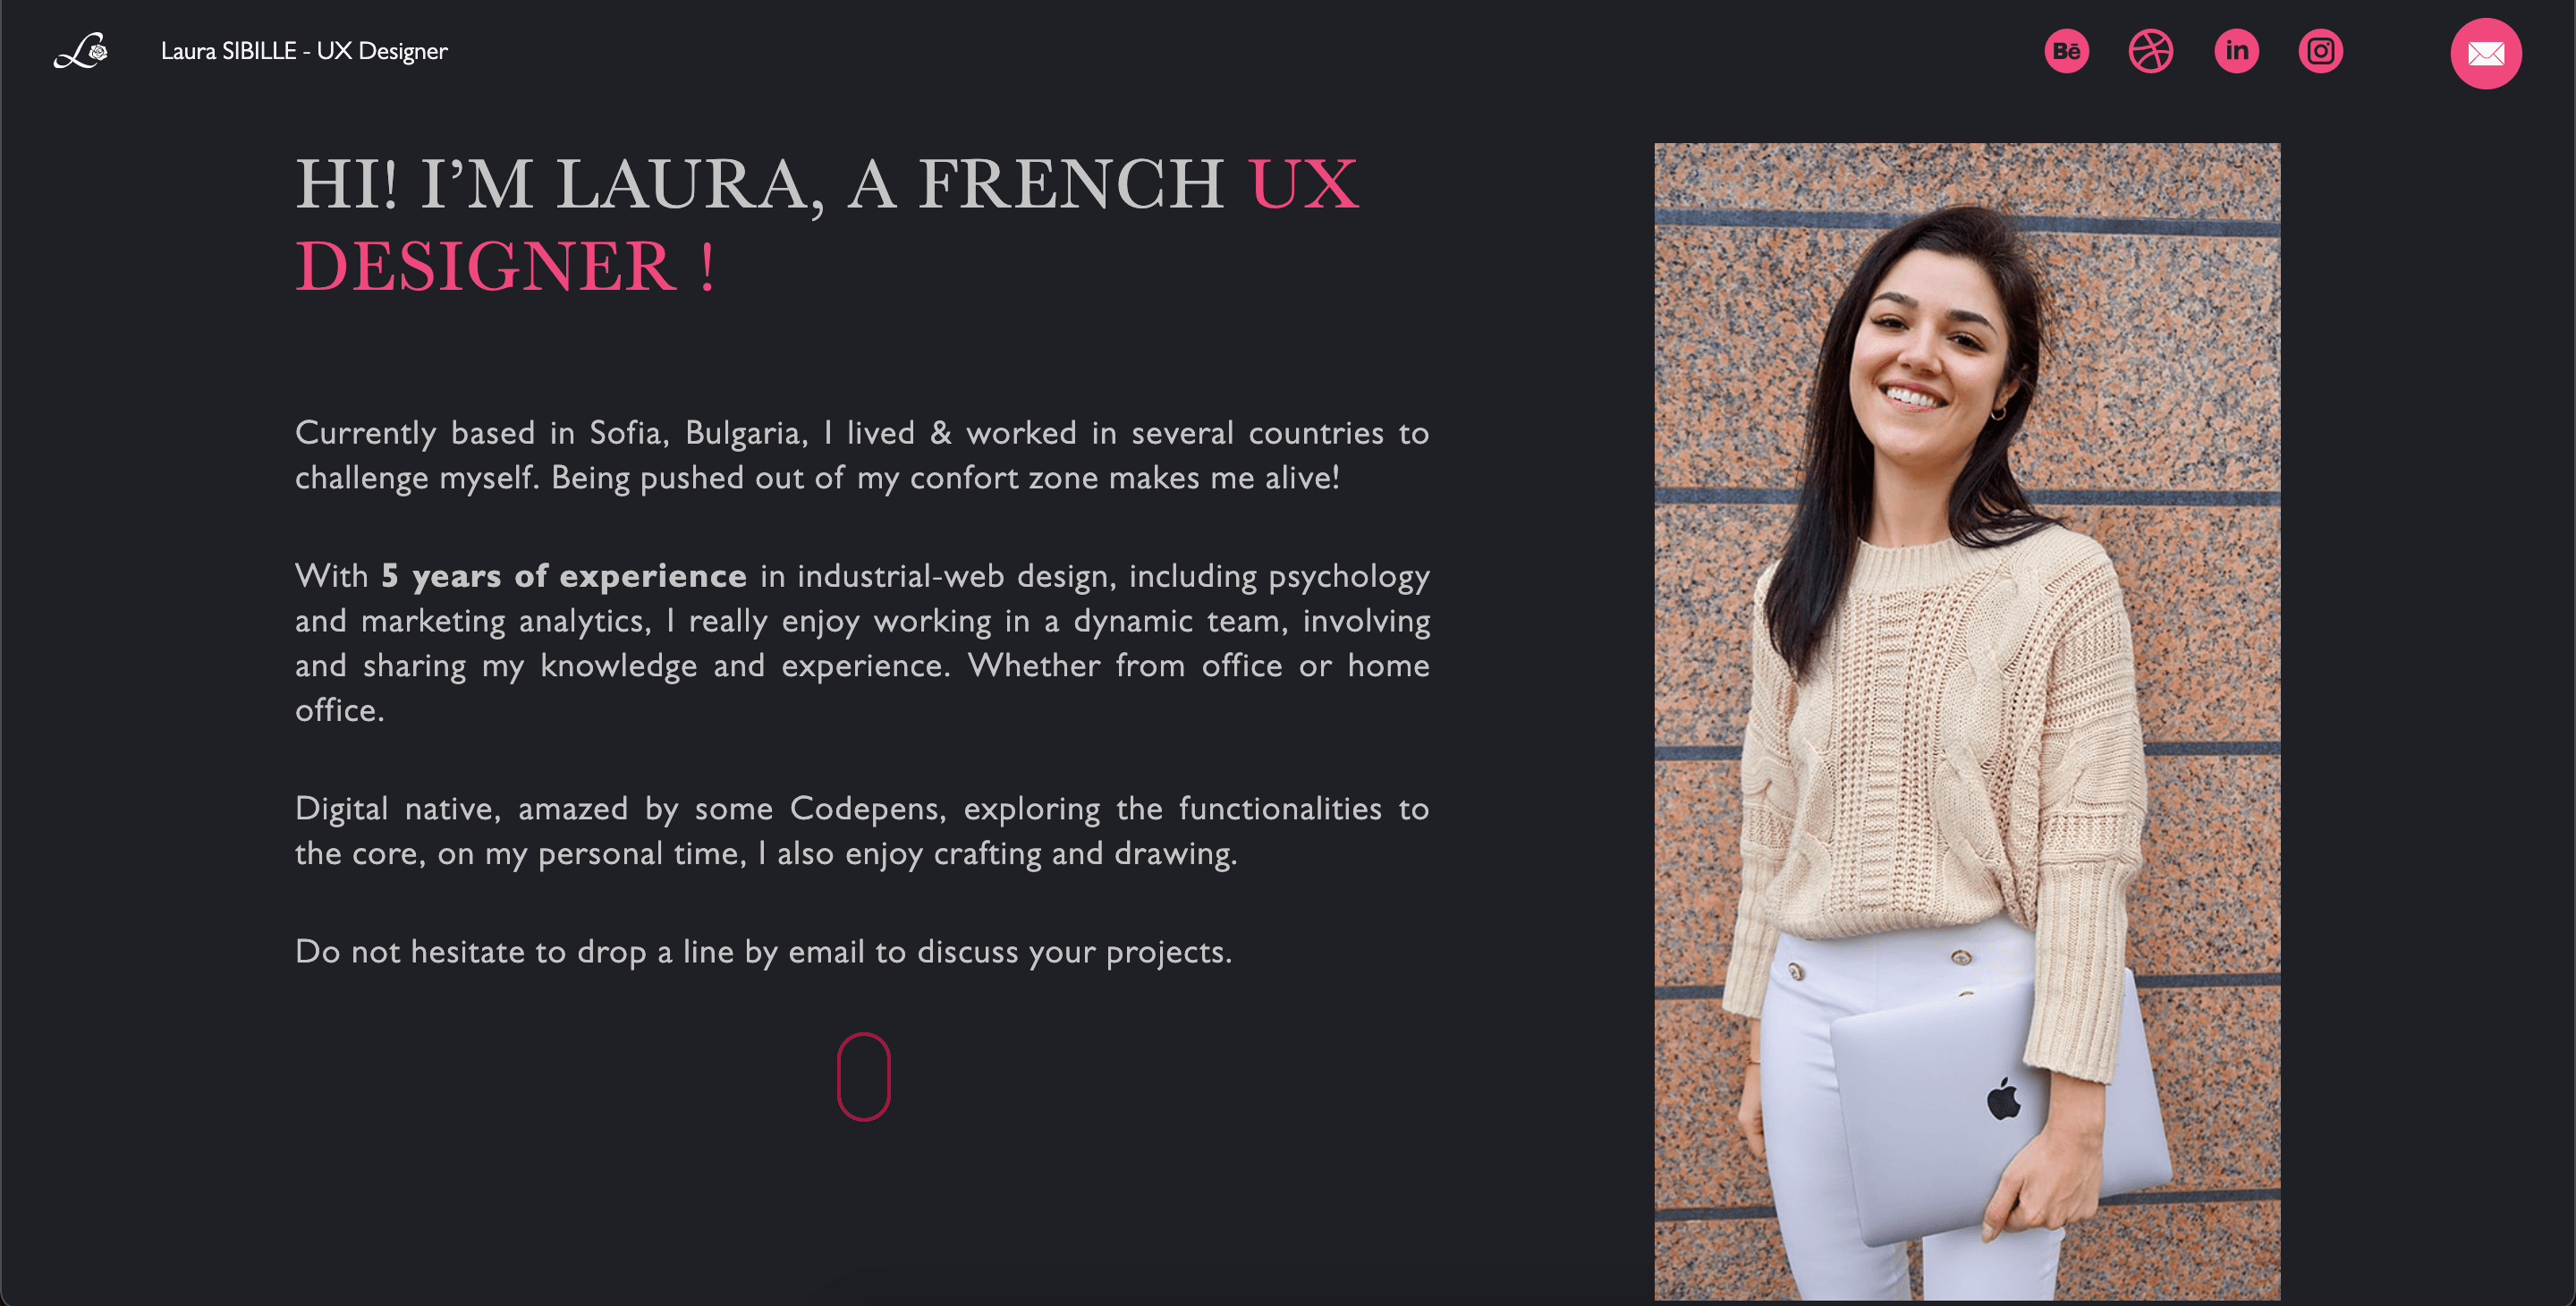 Laura SIBILLE - UX Designer
Bē
in
HI! I’M LAURA, A FRENCH UX
DESIGNER !
Currently based in Sofia, Bulgaria, I lived & worked in several countries to
challenge myself. Being pushed out of my confort zone makes me alive!
With 5 years of experience in industrial-web design, including psychology
and marketing analytics, I really enjoy working in a dynamic team, involving
and sharing my knowledge and experience. Whether from office or home
office.
Digital native, amazed by some Codepens, exploring the functionalities to
the core, on my personal time, I also enjoy crafting and drawing.
Do not hesitate to drop a line by email to discuss your projects.